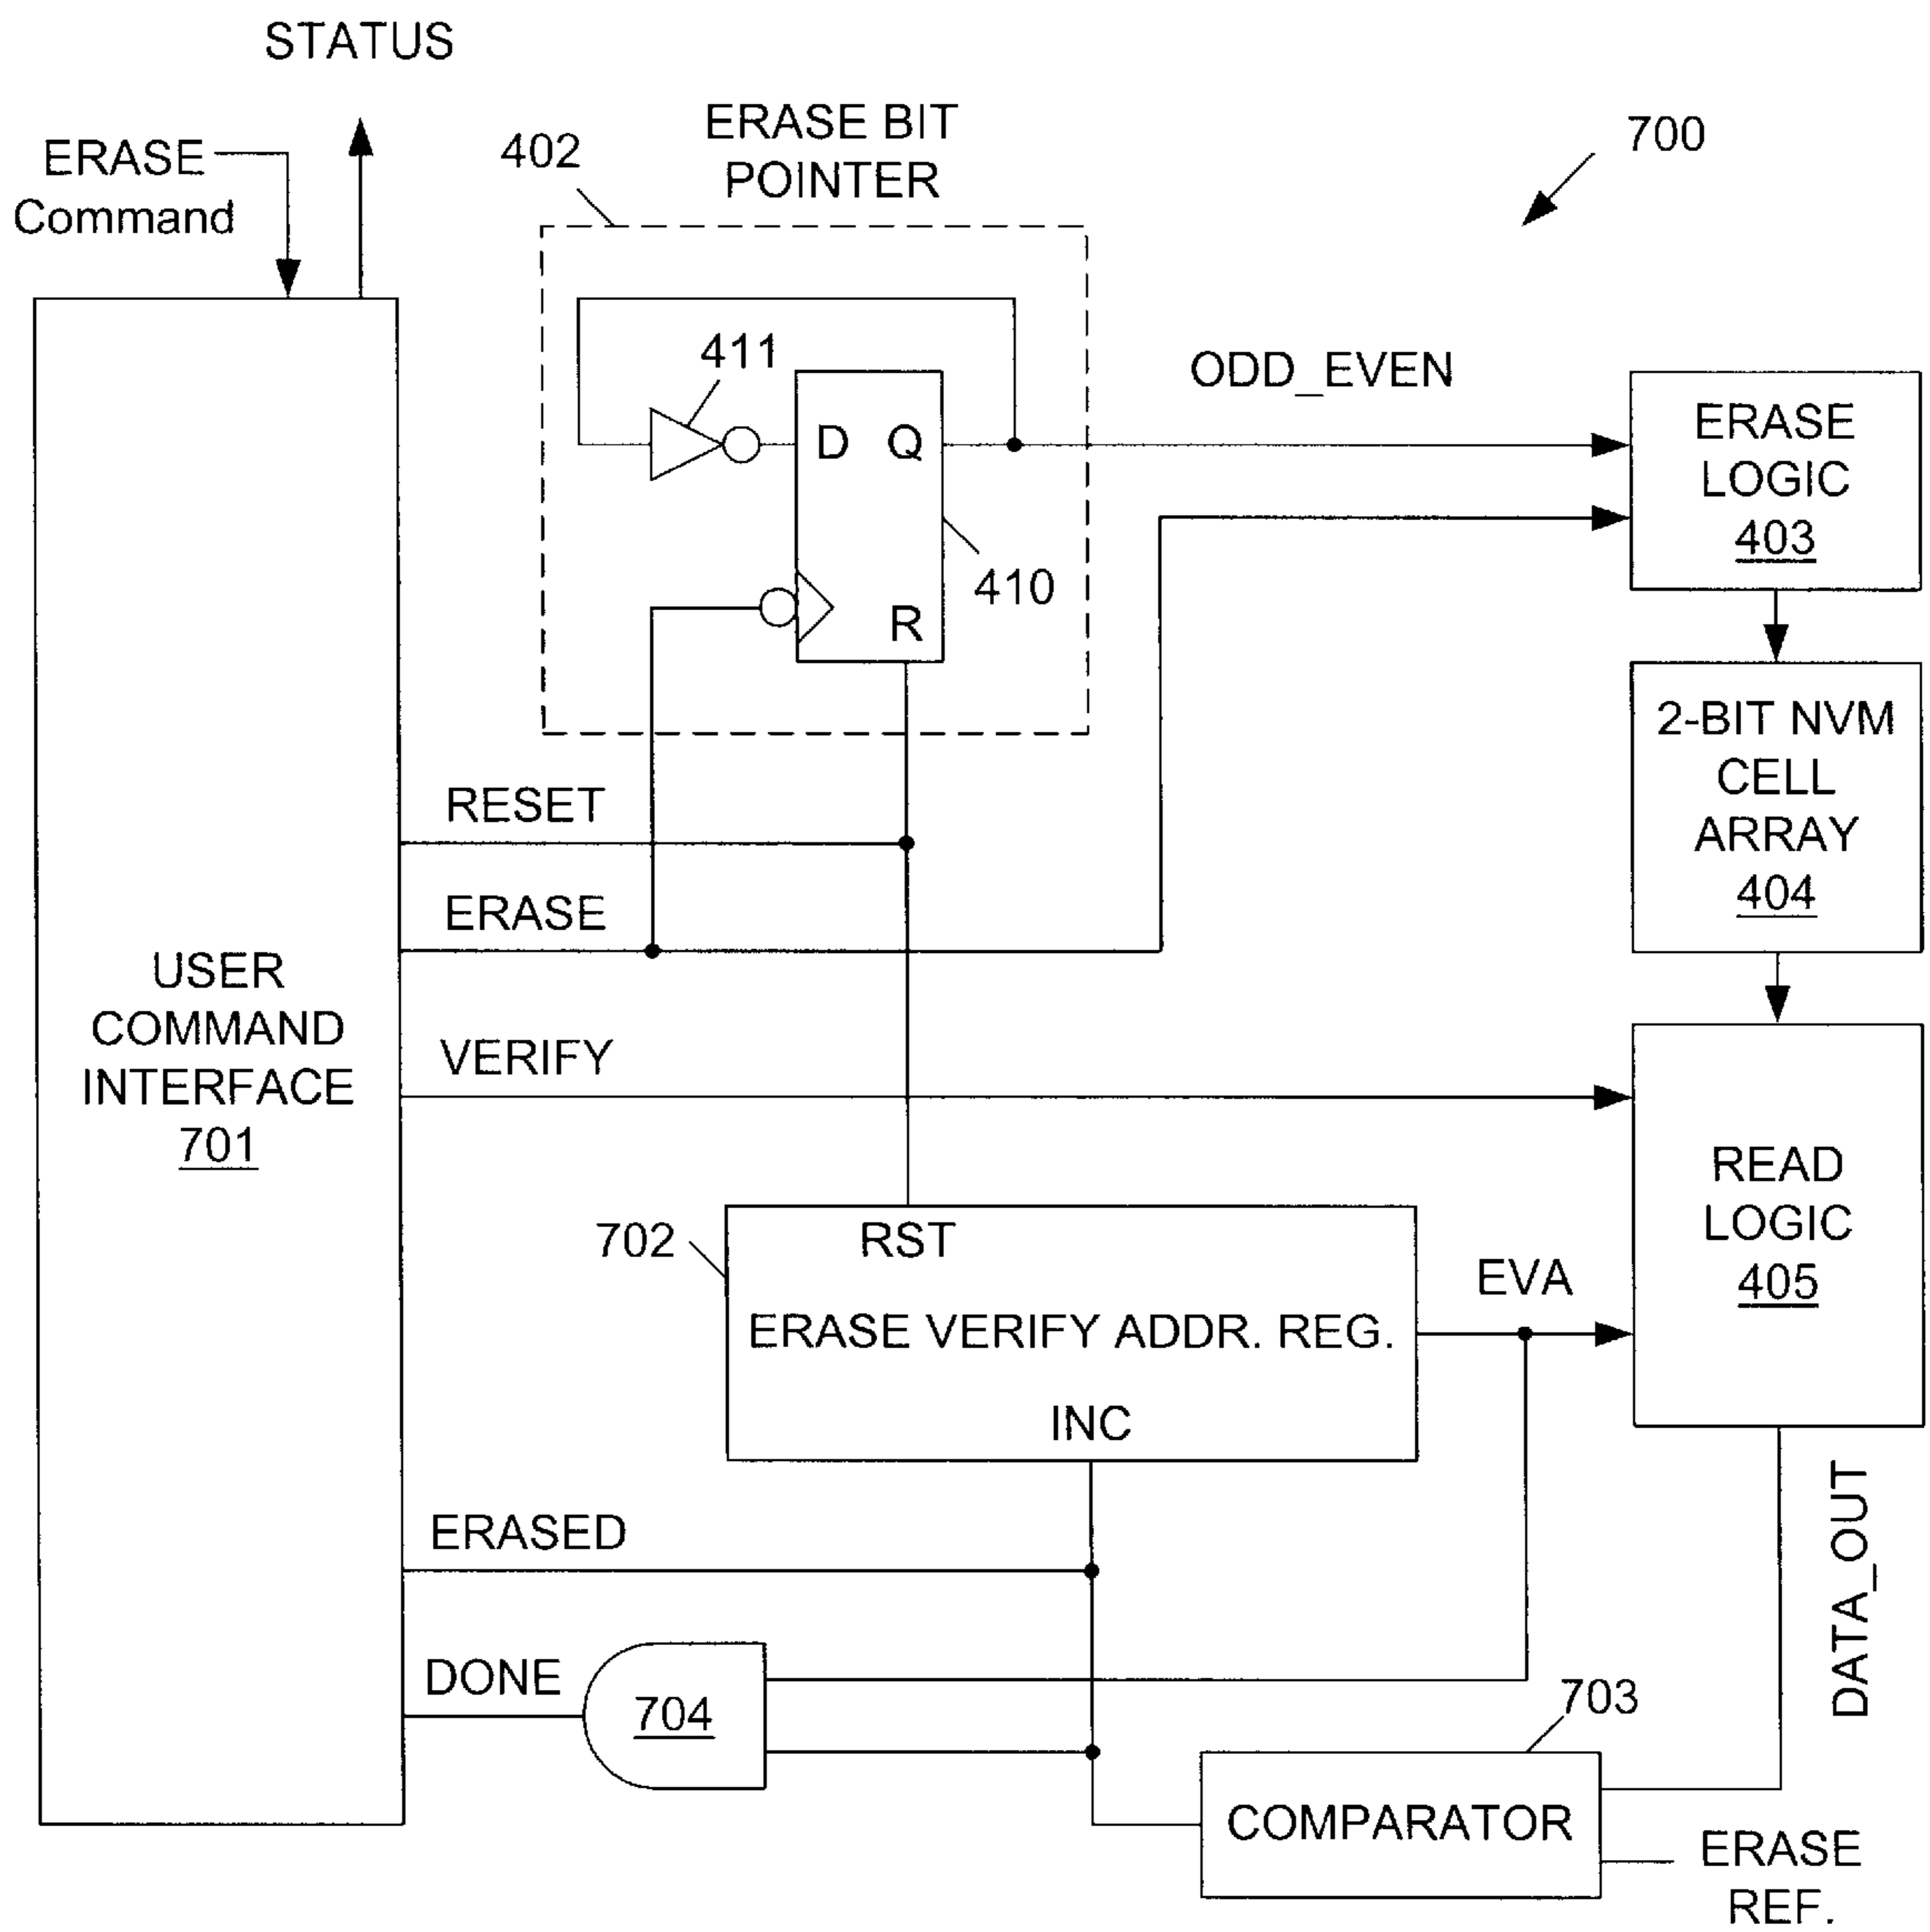 STATUS
ERASE
Command
402
ERASE BIT
POINTER
700
411
D Q
R
410
ODD_EVEN
ERASE
LOGIC
403
2-BIT NVM
CELL
ARRAY
404
RESET
ERASE
VERIFY
USER
COMMAND
INTERFACE
701
READ
LOGIC
405
702
RST
ERASE VERIFY ADDR. REG.
INC
EVA
ERASED
DONE
704
DATA_OUT
703
COMPARATOR
ERASE
REF.